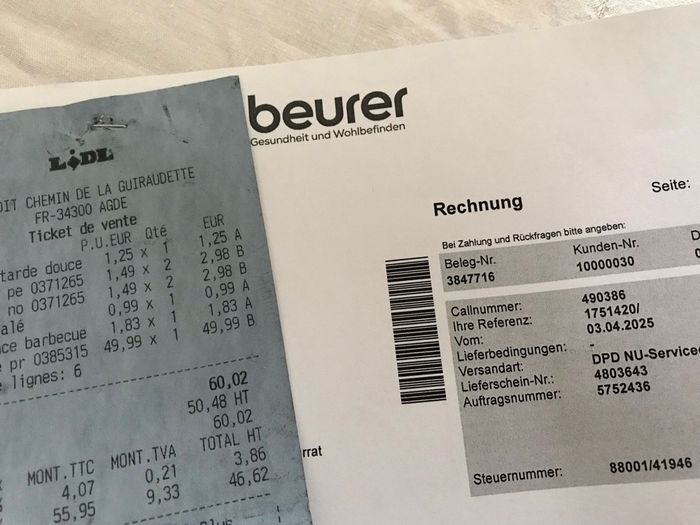 LiDL
DIT CHEMIN DE LA GUIRAUDETTE
FR-34300 AGDE
Ticket de vente
P.U.EUR Qté EUR
tarde douce 1,25 x 1 1,25 A
pe 0371265 1,49 x 2 2,98 B
no 0371265 1,49 x 2 2,98 B
alé 0,99 x 1 0,99 A
ce barbecue 1,83 x 1 1,83 A
pr 0385315 49,99 x 1 49,99 B
lignes: 6
60,02
50,48 HT
60,02
MONT.TTC MONT.TVA TOTAL HT
4,07 0,21 3,86
55,95 9,33 46,62
beurer
Gesundheit und Wohlbefinden
Seite:
Rechnung
Bei Zahlung und Rückfragen bitte angeben:
Beleg-Nr. Kunden-Nr. D
3847716 10000030 0
Callnummer: 490386
Ihre Referenz: 1751420/
Vom: 03.04.2025
Lieferbedingungen: -
Versandart: DPD NU-Service
Lieferschein-Nr.: 4803643
Auftragsnummer: 5752436
rrat
Steuernummer: 88001/41946